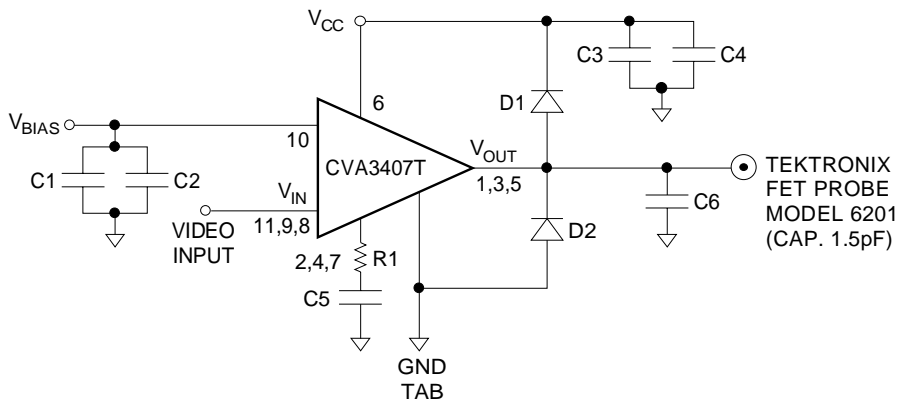 VCC
C3
C4
6
D1
VBIAS
10
CVA3407T
VOUT
1,3,5
C1
C2
VIN
11,9,8
VIDEO
INPUT
2,4,7
R1
C5
D2
C6
TEKTRONIX
FET PROBE
MODEL 6201
(CAP. 1.5pF)
GND
TAB